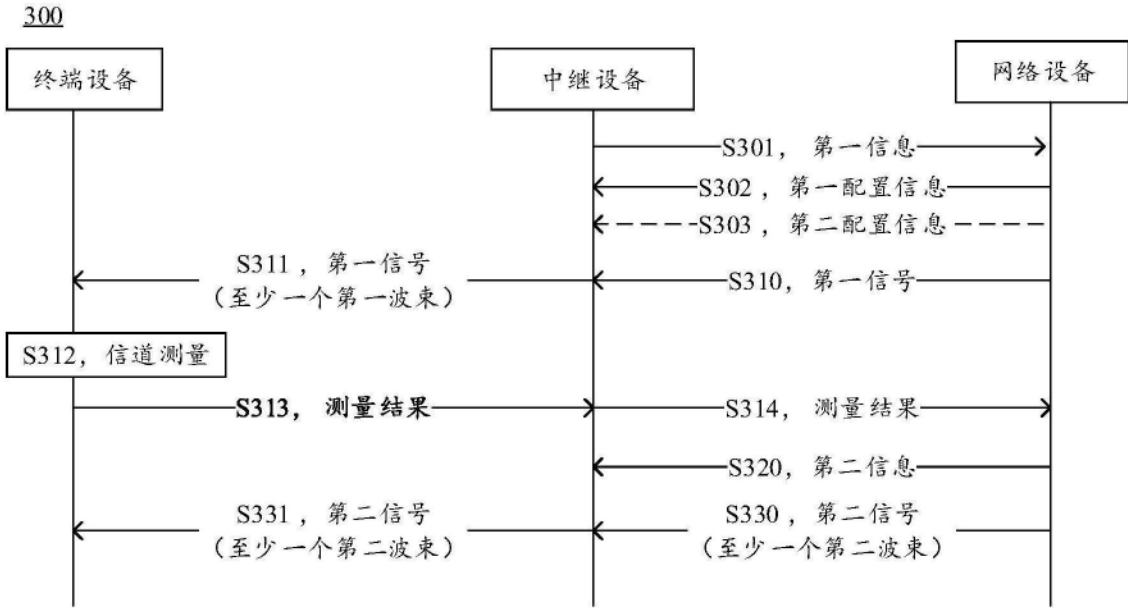 300
终端设备
中继设备
网络设备
S301, 第一信息
S302, 第一配置信息
S303, 第二配置信息
S311, 第一信号
(至少一个第一波束)
S310, 第一信号
S312, 信道测量
S313, 测量结果
S314, 测量结果
S320, 第二信息
S331, 第二信号
(至少一个第二波束)
S330, 第二信号
(至少一个第二波束)